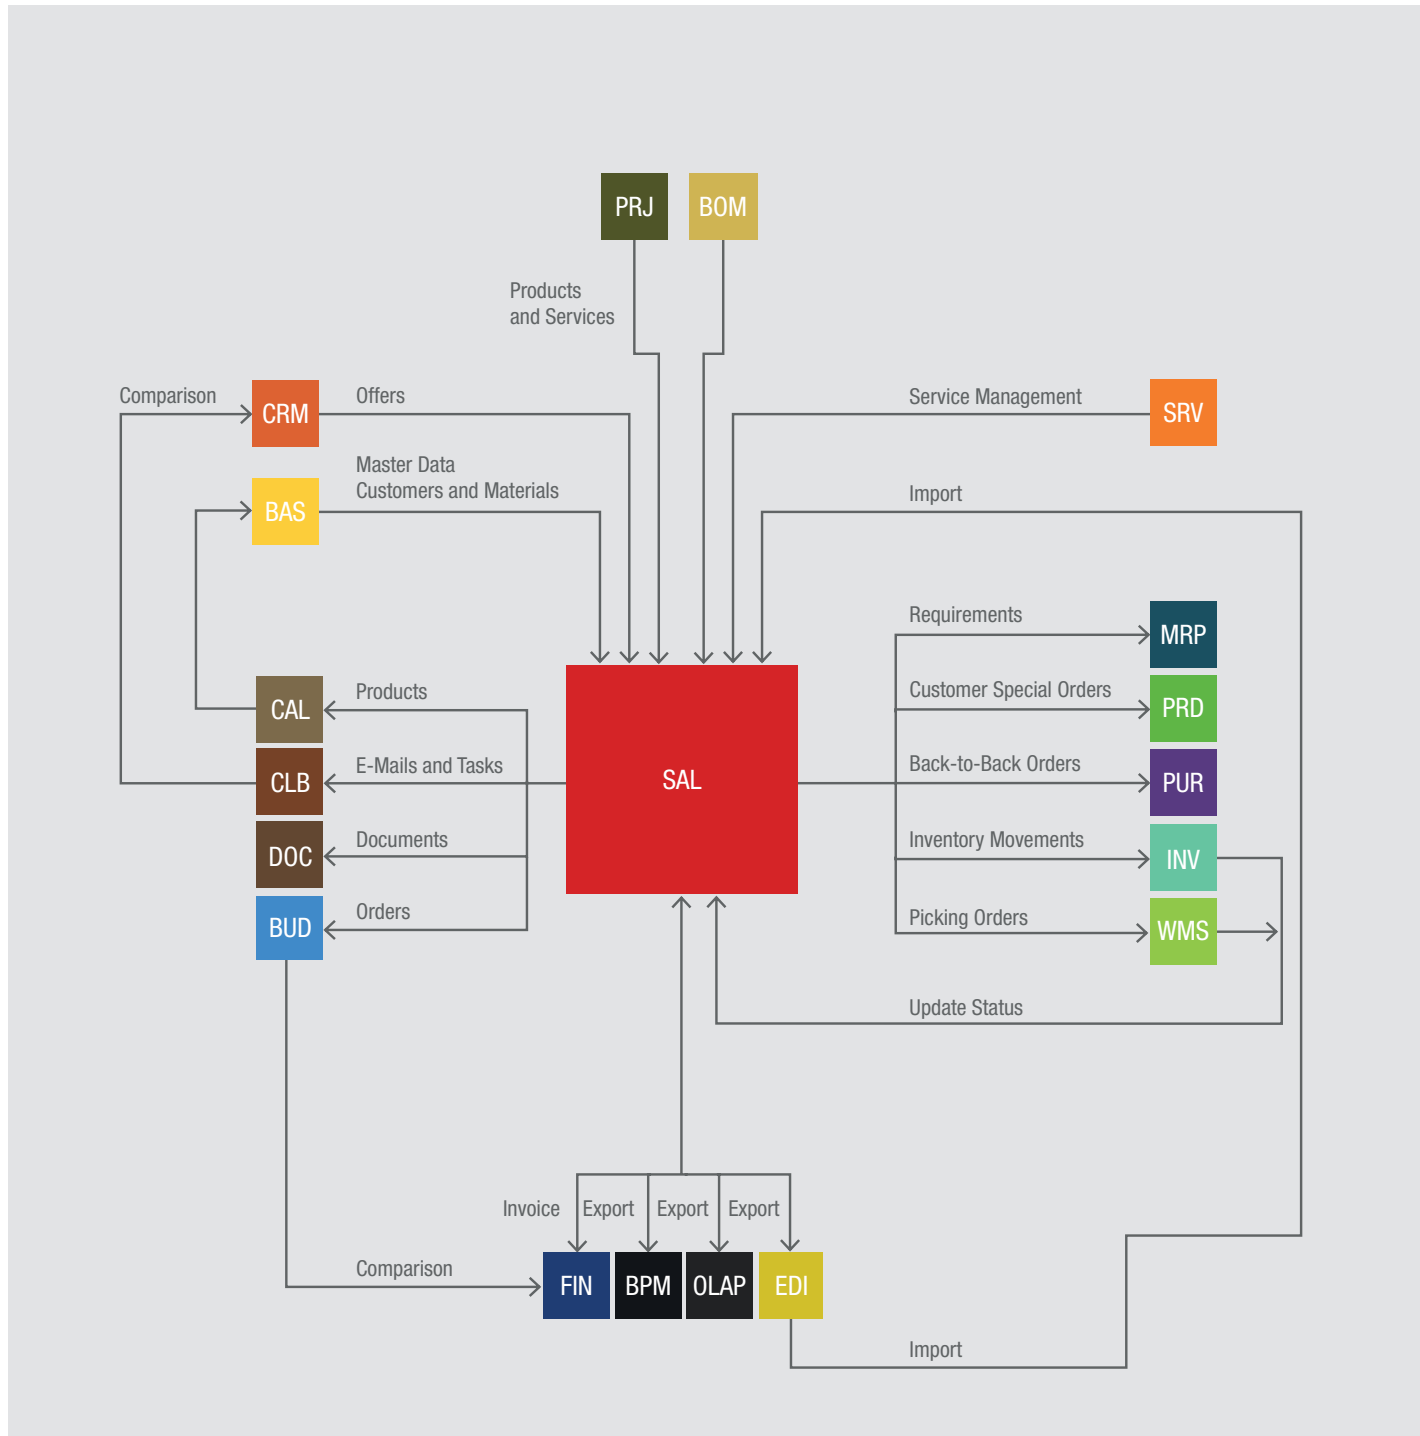 PRJ
BOM
Products
and Services
Comparison
CRM
Offers
Service Management
SRV
Master Data
Customers and Materials
BAS
Import
Requirements
MRP
CAL
Products
Customer Special Orders
PRD
CLB
E-Mails and Tasks
SAL
Back-to-Back Orders
PUR
DOC
Documents
Inventory Movements
INV
BUD
Orders
Picking Orders
WMS
Update Status
Invoice
Export
Export
Export
Comparison
FIN
BPM
OLAP
EDI
Import